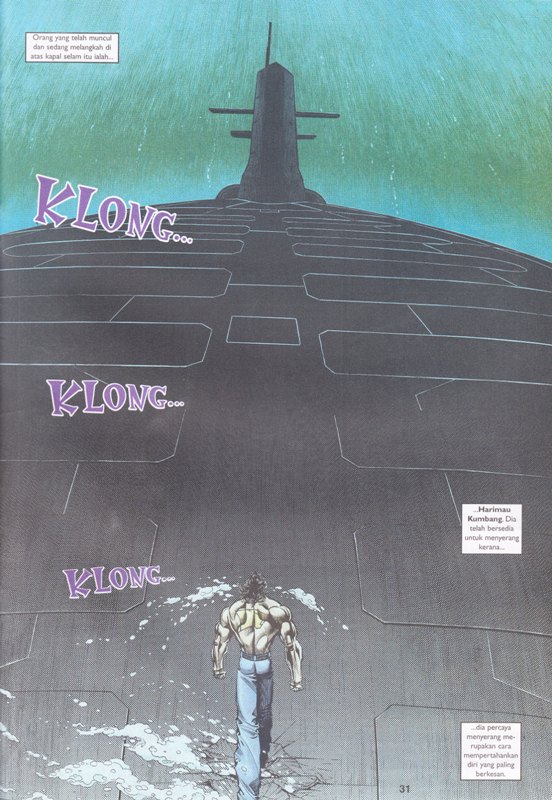 Orang yang telah muncul
dan sedang melangkah di
atas kapal selam itu ialah...
KLONG...
KLONG...
...Harimau
Kumbang. Dia
telah bersedia
untuk menyerang
kerana...
KLONG...
...dia percaya
menyerang me-
rupakan cara
mempertahankan
diri yang paling
berkesan.
31